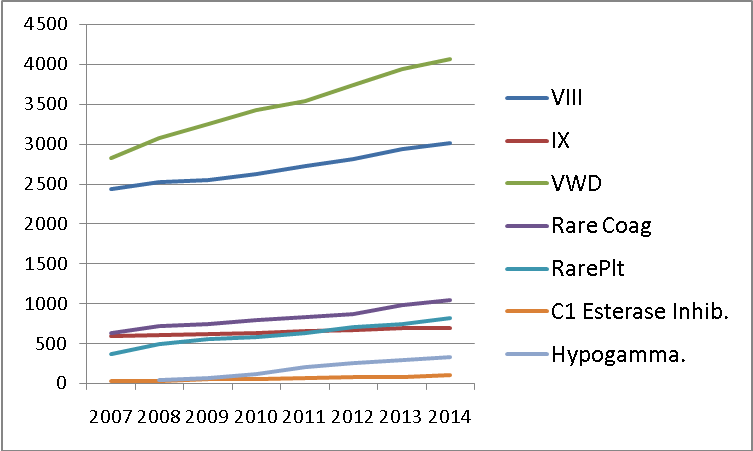 4500
4000
3500
3000
2500
2000
1500
1000
500
0
2007 2008 2009 2010 2011 2012 2013 2014
VIII
IX
VWD
Rare Coag
RarePlt
C1 Esterase Inhib.
Hypogamma.